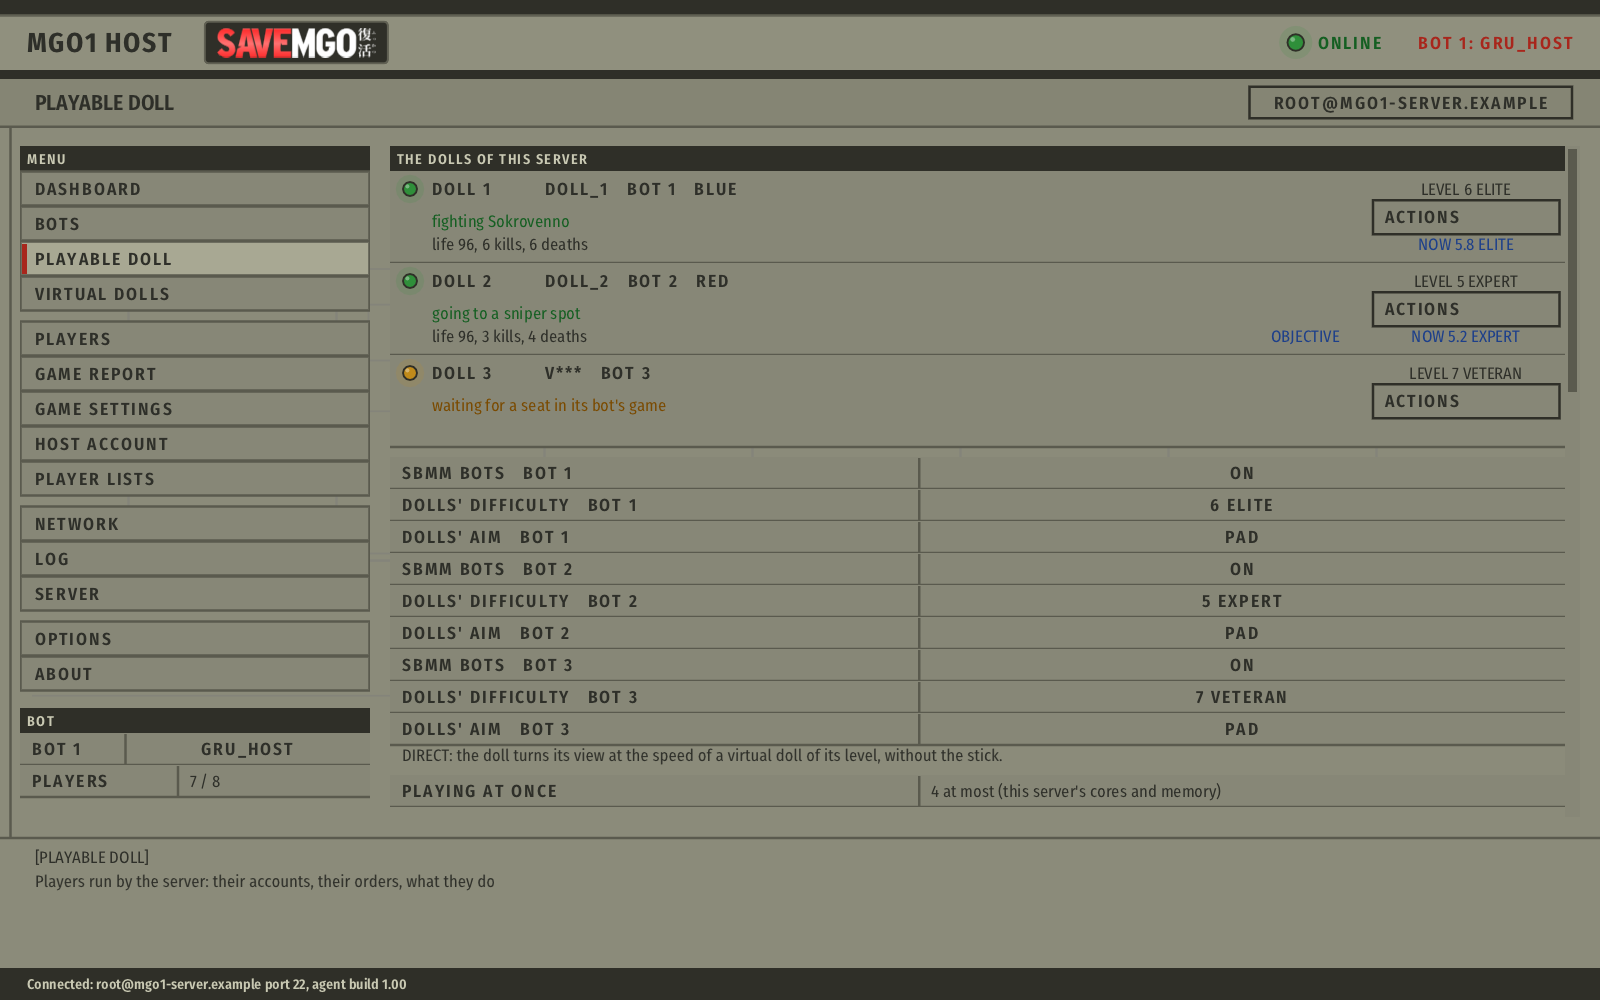 MGO1 HOST
SAVEMGO 復活
ONLINE
BOT 1: GRU_HOST
PLAYABLE DOLL
ROOT@MGO1-SERVER.EXAMPLE
MENU
DASHBOARD
BOTS
PLAYABLE DOLL
VIRTUAL DOLLS
PLAYERS
GAME REPORT
GAME SETTINGS
HOST ACCOUNT
PLAYER LISTS
NETWORK
LOG
SERVER
OPTIONS
ABOUT
BOT
BOT 1 GRU_HOST
PLAYERS 7 / 8
THE DOLLS OF THIS SERVER
DOLL 1 DOLL_1 BOT 1 BLUE LEVEL 6 ELITE
fighting Sokrovenno ACTIONS
life 96, 6 kills, 6 deaths NOW 5.8 ELITE
DOLL 2 DOLL_2 BOT 2 RED LEVEL 5 EXPERT
going to a sniper spot ACTIONS
life 96, 3 kills, 4 deaths OBJECTIVE NOW 5.2 EXPERT
DOLL 3 V*** BOT 3 LEVEL 7 VETERAN
waiting for a seat in its bot's game ACTIONS
SBMM BOTS BOT 1 ON
DOLLS' DIFFICULTY BOT 1 6 ELITE
DOLLS' AIM BOT 1 PAD
SBMM BOTS BOT 2 ON
DOLLS' DIFFICULTY BOT 2 5 EXPERT
DOLLS' AIM BOT 2 PAD
SBMM BOTS BOT 3 ON
DOLLS' DIFFICULTY BOT 3 7 VETERAN
DOLLS' AIM BOT 3 PAD
DIRECT: the doll turns its view at the speed of a virtual doll of its level, without the stick.
PLAYING AT ONCE 4 at most (this server's cores and memory)
[PLAYABLE DOLL]
Players run by the server: their accounts, their orders, what they do
Connected: root@mgo1-server.example port 22, agent build 1.00